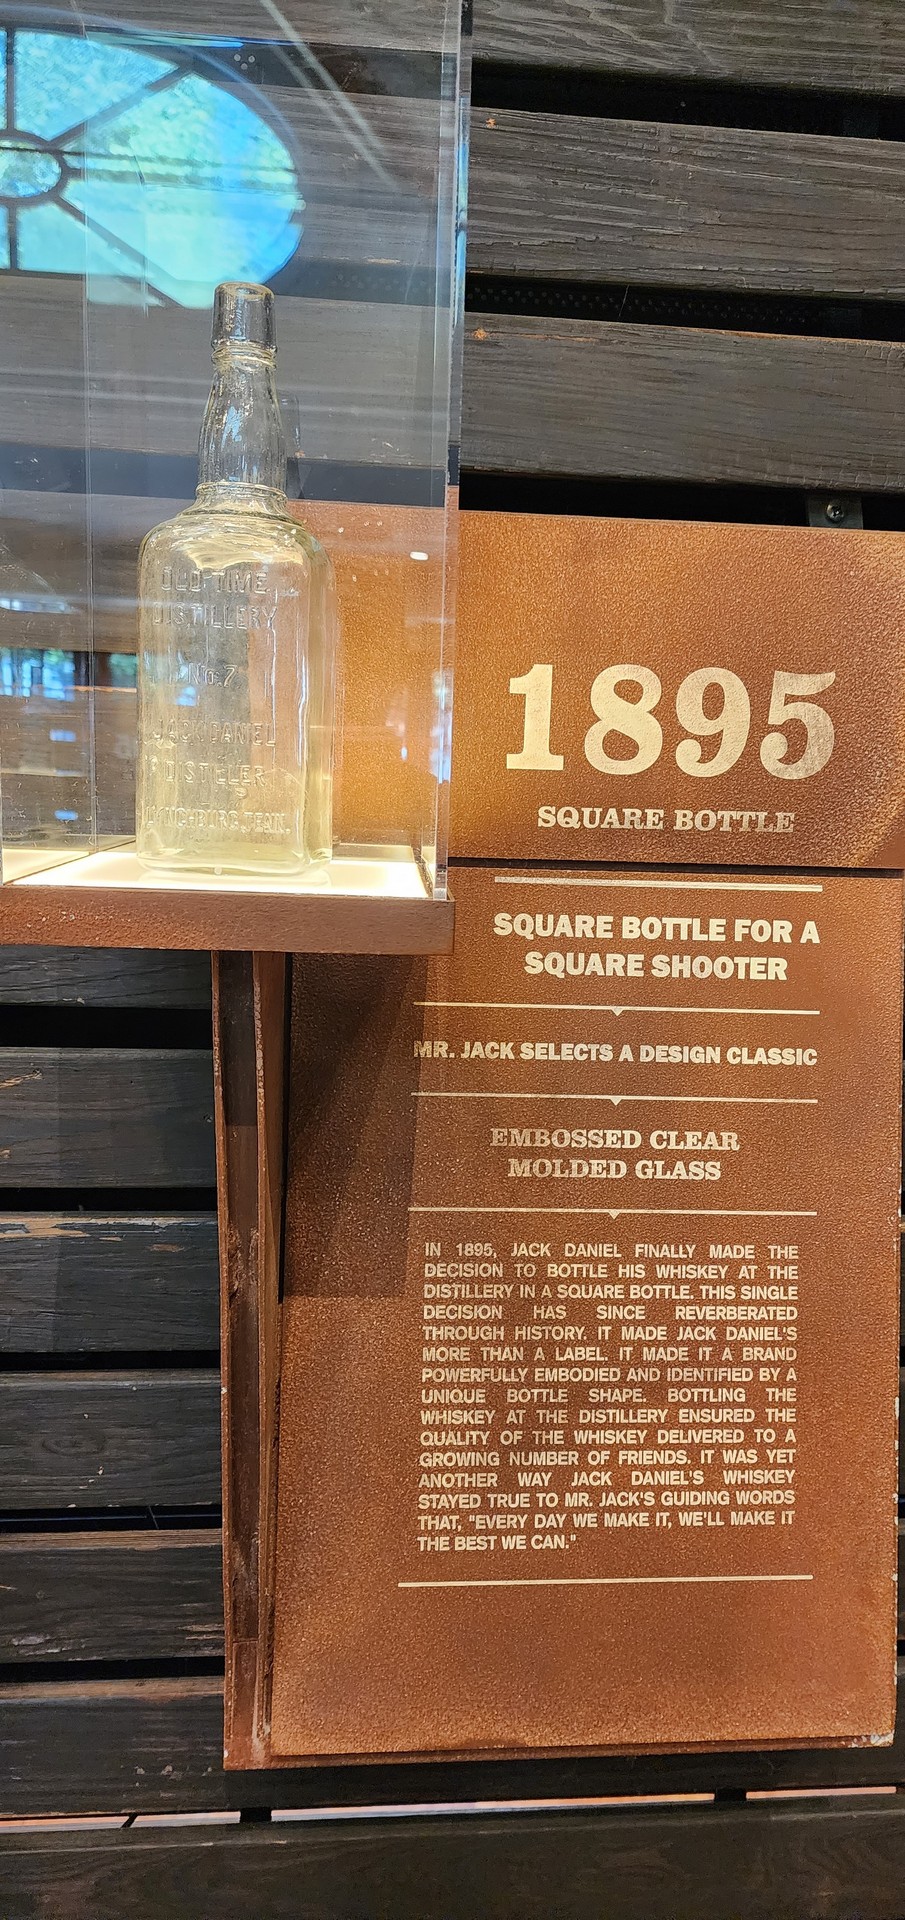 OLD TIME
DISTILLERY
No. 7
JACK DANIEL
DISTILLER
LYNCHBURG, TENN.
1895
SQUARE BOTTLE
SQUARE BOTTLE FOR A
SQUARE SHOOTER
MR. JACK SELECTS A DESIGN CLASSIC
EMBOSSED CLEAR
MOLDED GLASS
IN 1895, JACK DANIEL FINALLY MADE THE
DECISION TO BOTTLE HIS WHISKEY AT THE
DISTILLERY IN A SQUARE BOTTLE. THIS SINGLE
DECISION HAS SINCE REVERBERATED
THROUGH HISTORY. IT MADE JACK DANIEL'S
MORE THAN A LABEL. IT MADE IT A BRAND
POWERFULLY EMBODIED AND IDENTIFIED BY A
UNIQUE BOTTLE SHAPE. BOTTLING THE
WHISKEY AT THE DISTILLERY ENSURED THE
QUALITY OF THE WHISKEY DELIVERED TO A
GROWING NUMBER OF FRIENDS. IT WAS YET
ANOTHER WAY JACK DANIEL'S WHISKEY
STAYED TRUE TO MR. JACK'S GUIDING WORDS
THAT, "EVERY DAY WE MAKE IT, WE'LL MAKE IT
THE BEST WE CAN."